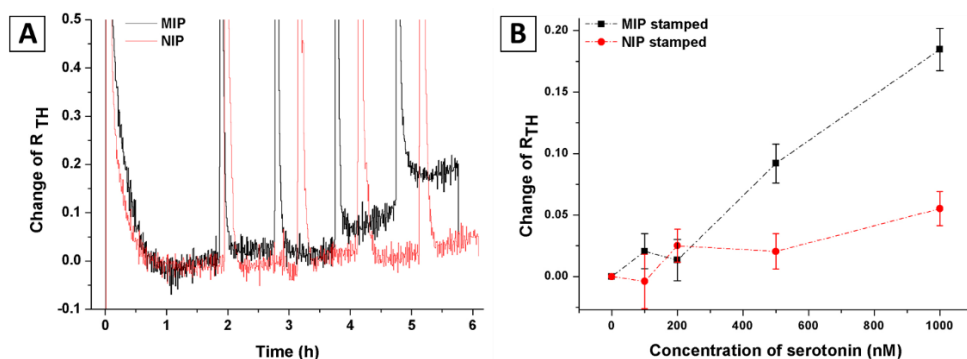 A
MIP
NIP
0.5
0.4
0.3
0.2
0.1
0.0
-0.1
Change of R TH
0 1 2 3 4 5 6
Time (h)
B
MIP stamped
NIP stamped
0.20
0.15
0.10
0.05
0.00
Change of RTH
0 200 400 600 800 1000
Concentration of serotonin (nM)